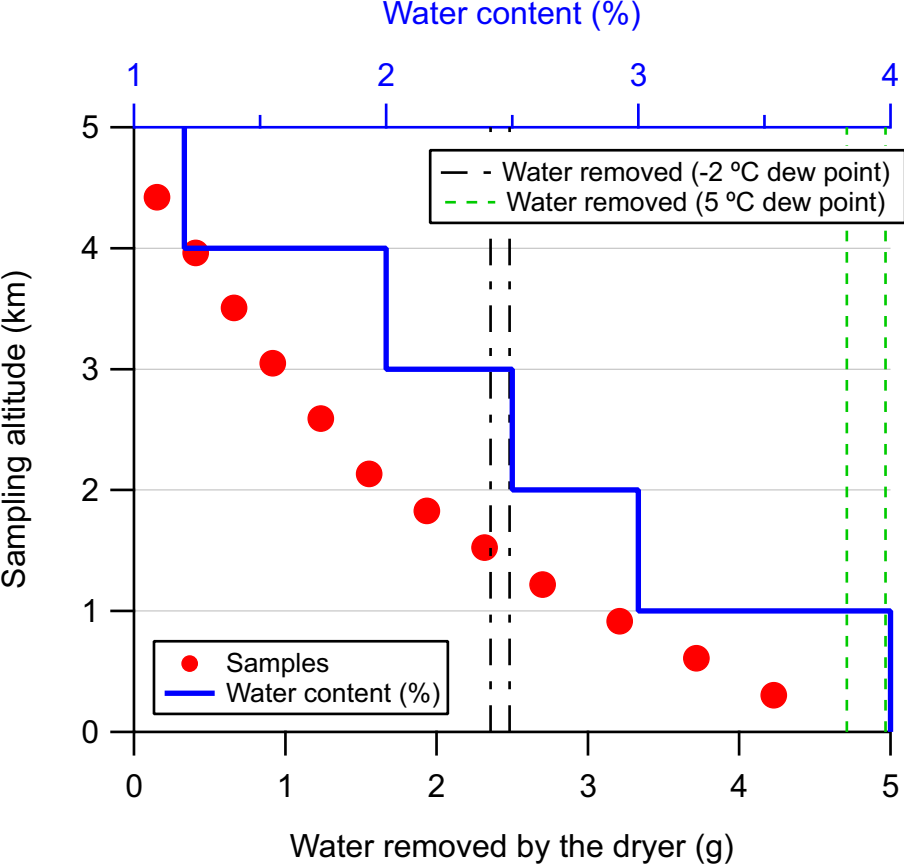 Water content (%)
1 2 3 4
5
Water removed (-2 ºC dew point)
Water removed (5 ºC dew point)
4
3
2
1
0
Sampling altitude (km)
Samples
Water content (%)
0 1 2 3 4 5
Water removed by the dryer (g)